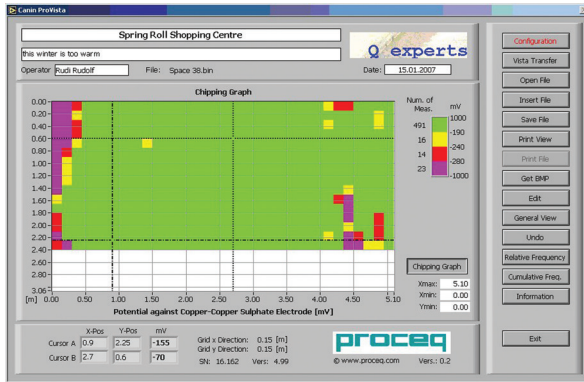 Canin ProVista
Spring Roll Shopping Centre
this winter is too warm
Q experts
Operator Rudi Rudolf File: Space 38.bin Date: 15.01.2007
Chipping Graph
Num. of Meas. mV
491 1000
16 -190
14 -240
23 -280
-1000
0.00
0.20
0.40
0.60
0.80
1.00
1.20
1.40
1.60
1.80
2.00
2.20
2.40
2.60
2.80
3.06
[m] 0.00 0.50 1.00 1.50 2.00 2.50 3.00 3.50 4.00 4.50 5.10
Potential against Copper-Copper Sulphate Electrode [mV]
Chipping Graph
Xmax: 5.10
Xmin: 0.00
Ymin: 0.00
X-Pos Y-Pos mV
Cursor A 0.9 2.25 -155
Cursor B 2.7 0.6 -70
Grid x Direction: 0.15 [m]
Grid y Direction: 0.15 [m]
SN: 16.162 Vers: 4.99
proceq
© www.proceq.com Vers.: 0.2
Configuration
Vista Transfer
Open File
Insert File
Save File
Print View
Print File
Get BMP
Edit
General View
Undo
Relative Frequency
Cumulative Freq.
Information
Exit